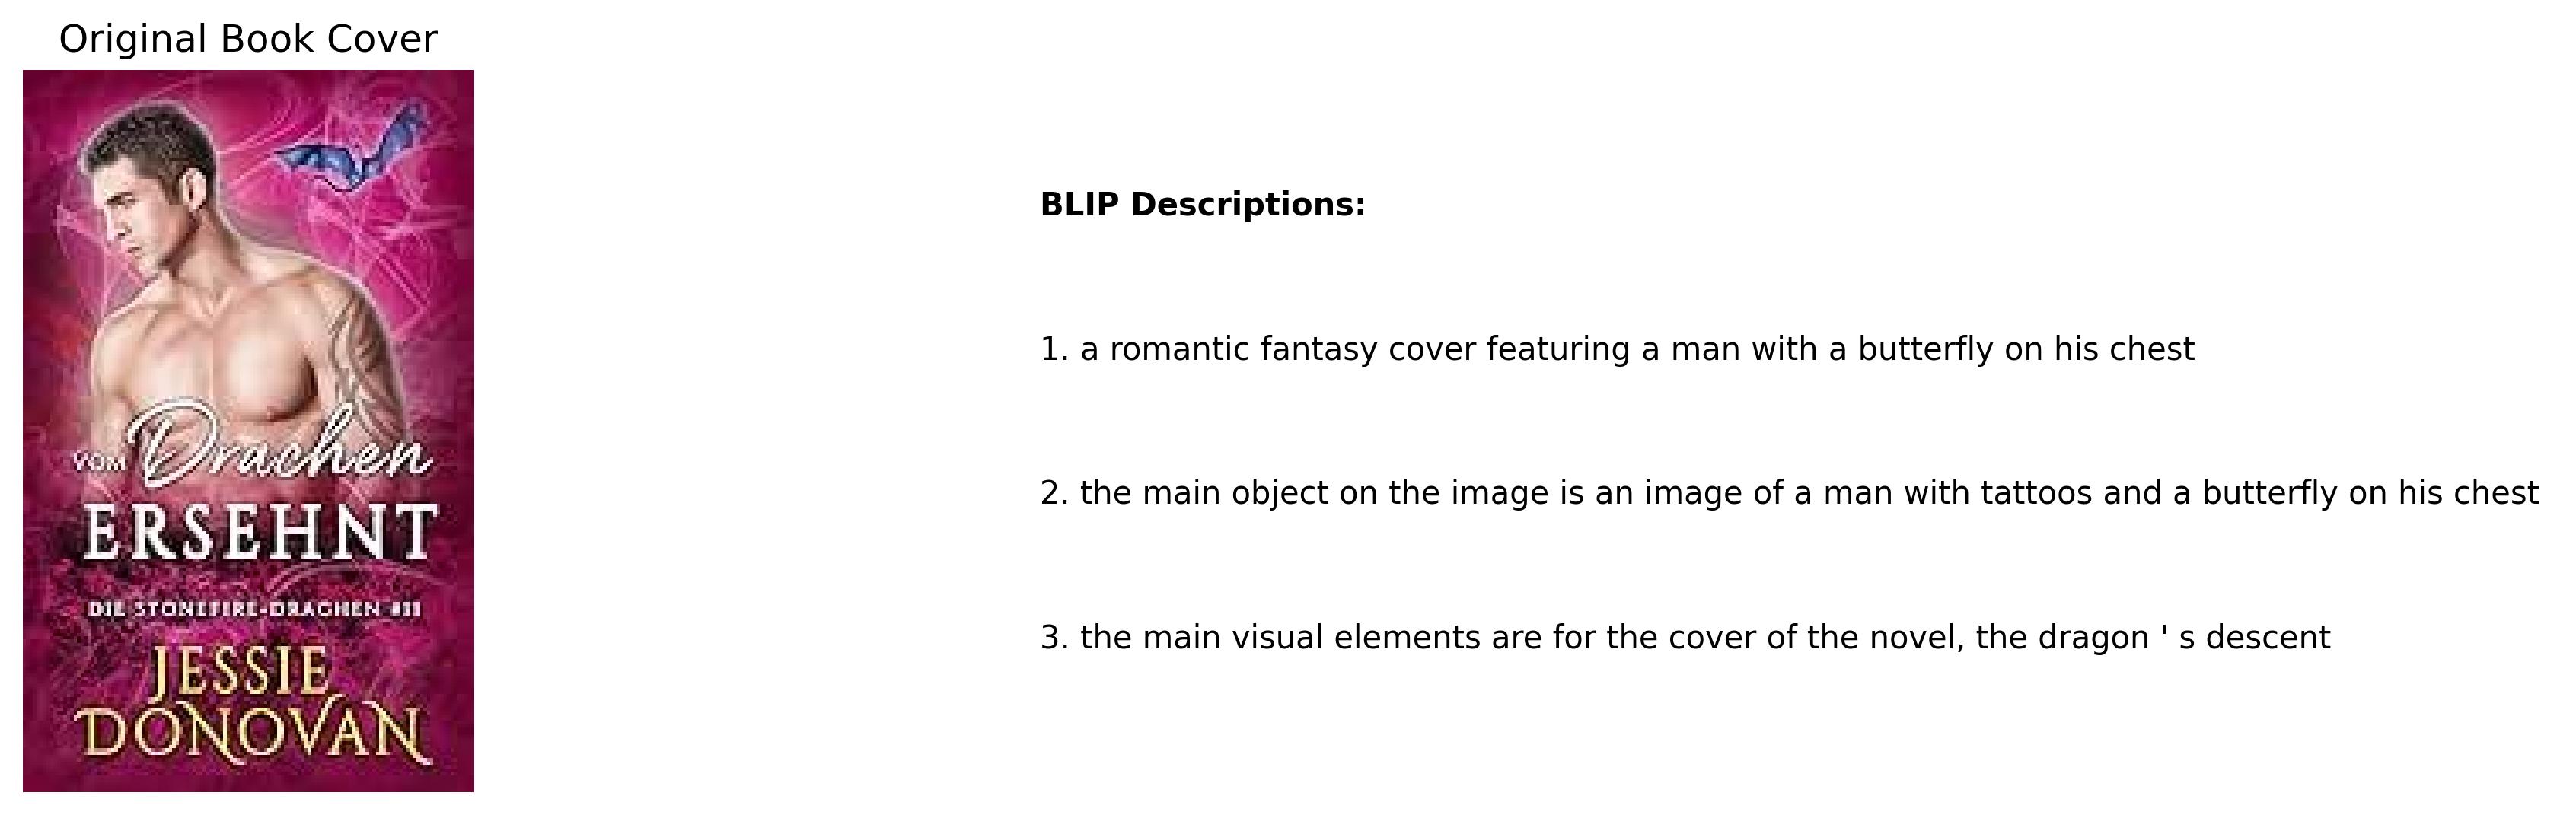 Original Book Cover
VOM Drachen
ERSEHNT
DIE STONEFIRE-DRACHEN #11
JESSIE
DONOVAN
BLIP Descriptions:
1. a romantic fantasy cover featuring a man with a butterfly on his chest
2. the main object on the image is an image of a man with tattoos and a butterfly on his chest
3. the main visual elements are for the cover of the novel, the dragon ' s descent